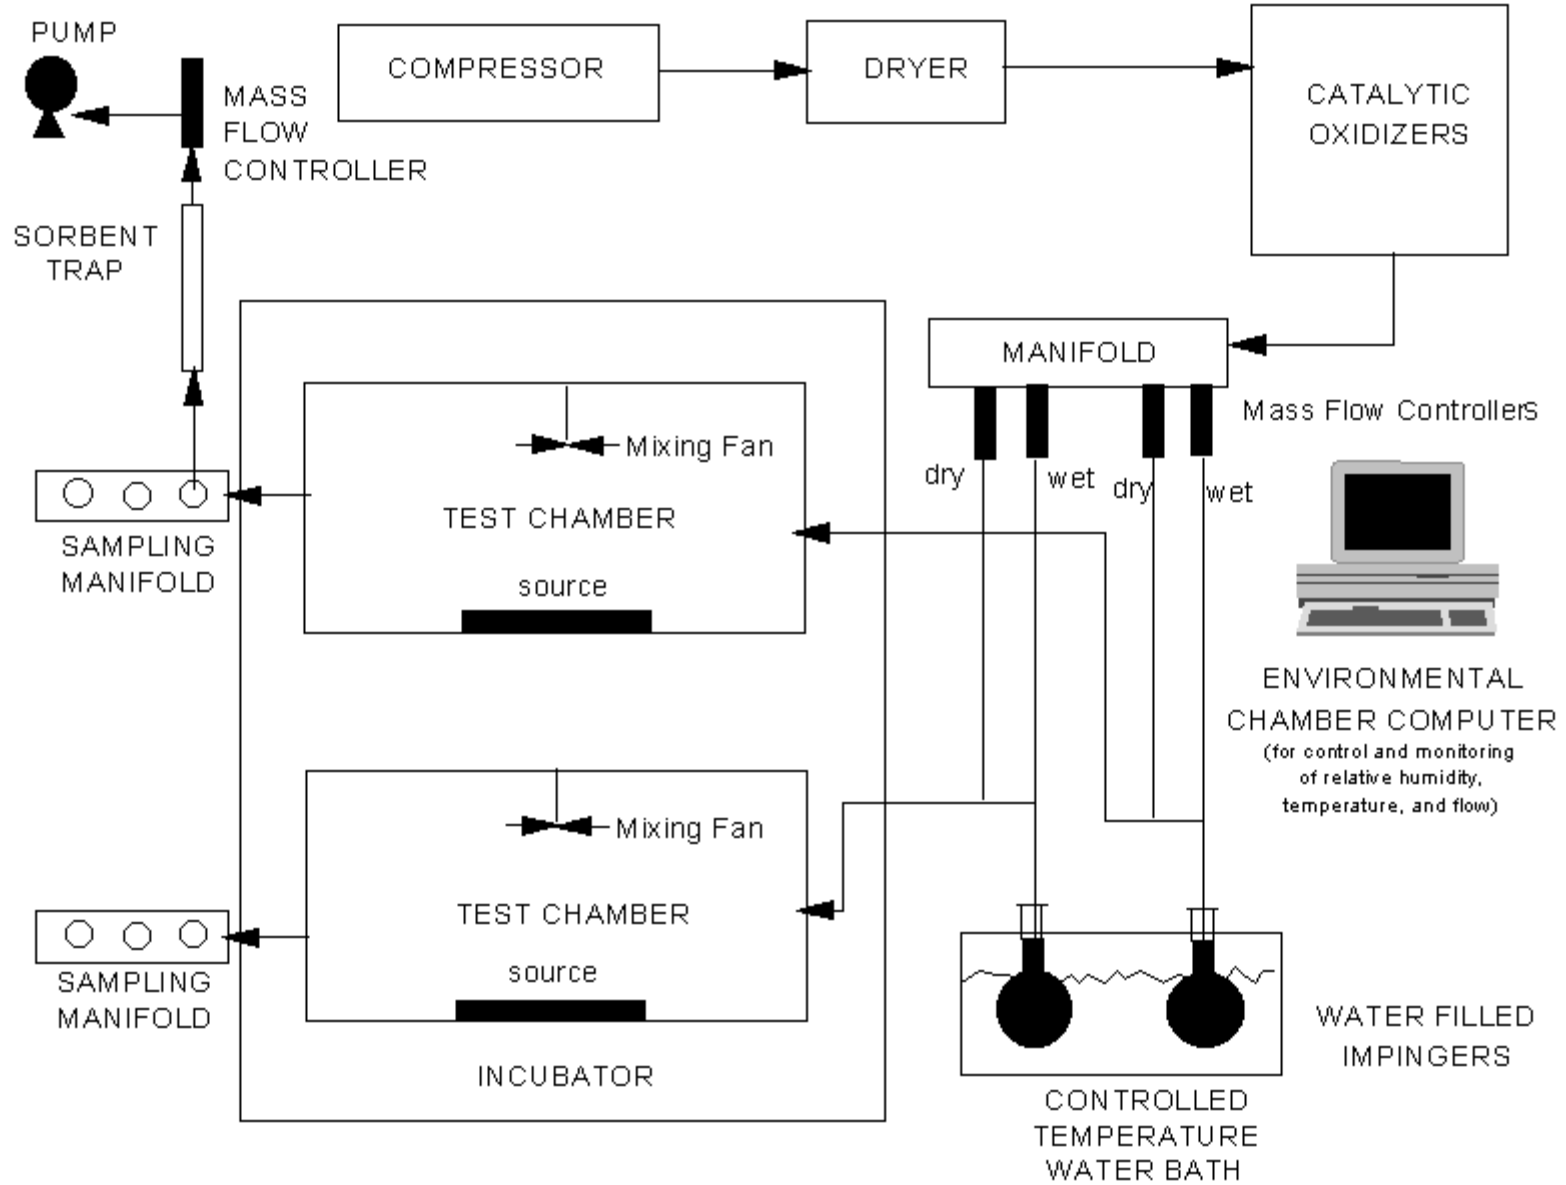 PUMP
COMPRESSOR
DRYER
CATALYTIC
OXIDIZERS
MASS
FLOW
CONTROLLER
SORBENT
TRAP
MANIFOLD
Mass Flow Controllers
dry
wet
dry
wet
Mixing Fan
TEST CHAMBER
source
SAMPLING
MANIFOLD
ENVIRONMENTAL
CHAMBER COMPUTER
(for control and monitoring
of relative humidity,
temperature, and flow)
Mixing Fan
TEST CHAMBER
source
SAMPLING
MANIFOLD
INCUBATOR
WATER FILLED
IMPINGERS
CONTROLLED
TEMPERATURE
WATER BATH